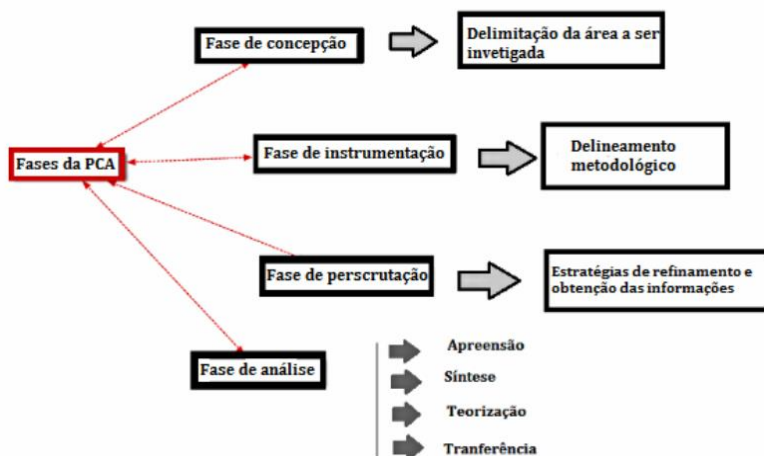 Fase de concepção
Delimitação da área a ser
invetigada
Fases da PCA
Fase de instrumentação
Delineamento
metodológico
Fase de perscrutação
Estratégias de refinamento e
obtenção das informações
Fase de análise
Apreensão
Síntese
Teorização
Tranferência